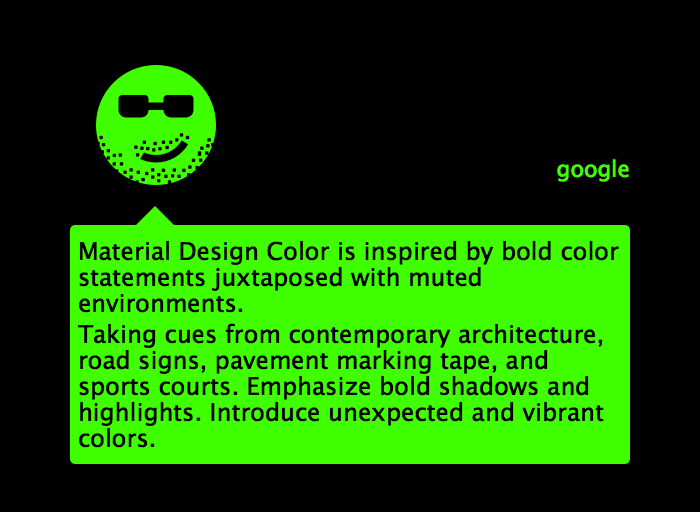 google
Material Design Color is inspired by bold color
statements juxtaposed with muted
environments.
Taking cues from contemporary architecture,
road signs, pavement marking tape, and
sports courts. Emphasize bold shadows and
highlights. Introduce unexpected and vibrant
colors.